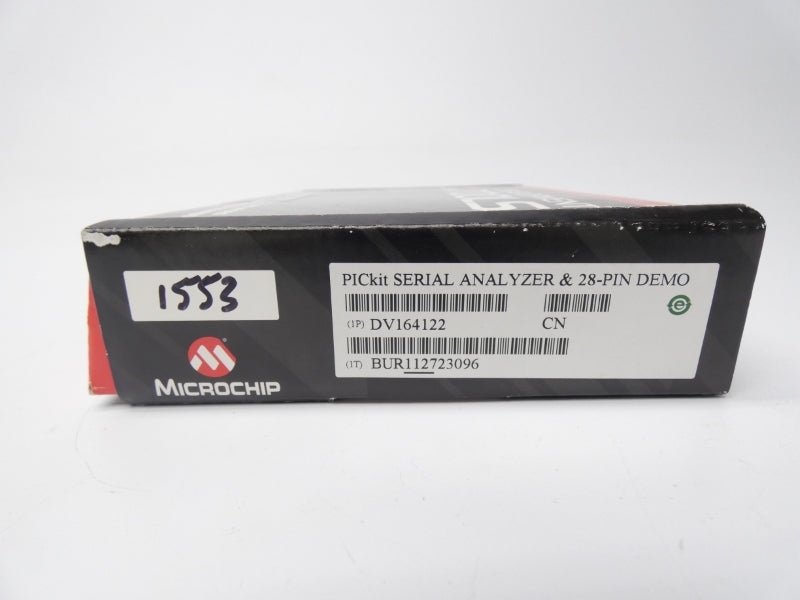 1553
MICROCHIP
PICkit SERIAL ANALYZER & 28-PIN DEMO
(1P) DV164122 CN
(1T) BUR112723096
e